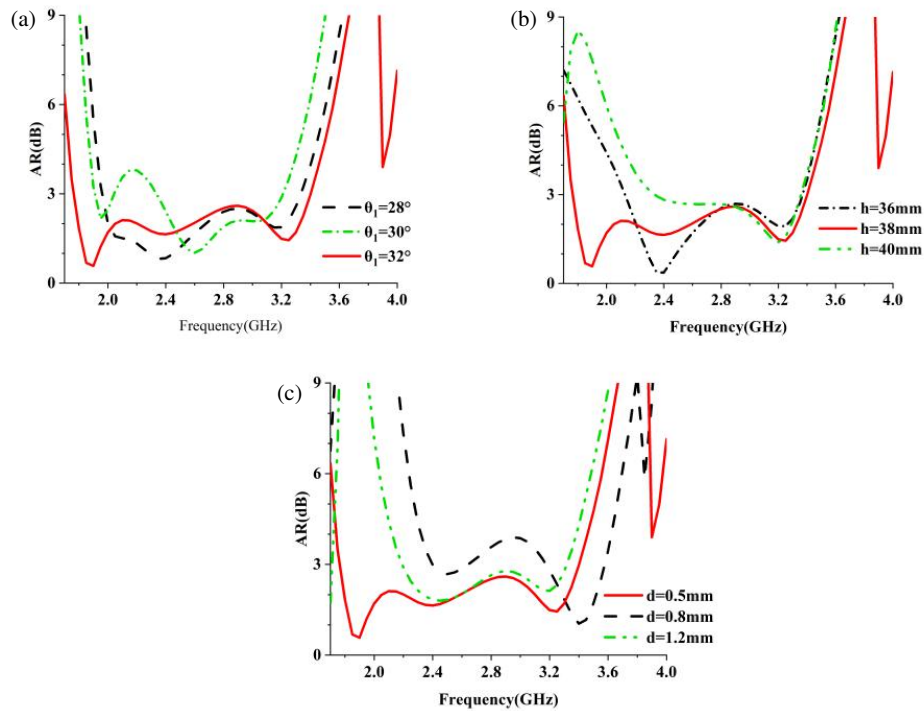 (a)
9
6
3
0
AR(dB)
θ1=28°
θ1=30°
θ1=32°
2.0 2.4 2.8 3.2 3.6 4.0
Frequency(GHz)
(b)
9
6
3
0
AR(dB)
h=36mm
h=38mm
h=40mm
2.0 2.4 2.8 3.2 3.6 4.0
Frequency(GHz)
(c)
9
6
3
0
AR(dB)
d=0.5mm
d=0.8mm
d=1.2mm
2.0 2.4 2.8 3.2 3.6 4.0
Frequency(GHz)